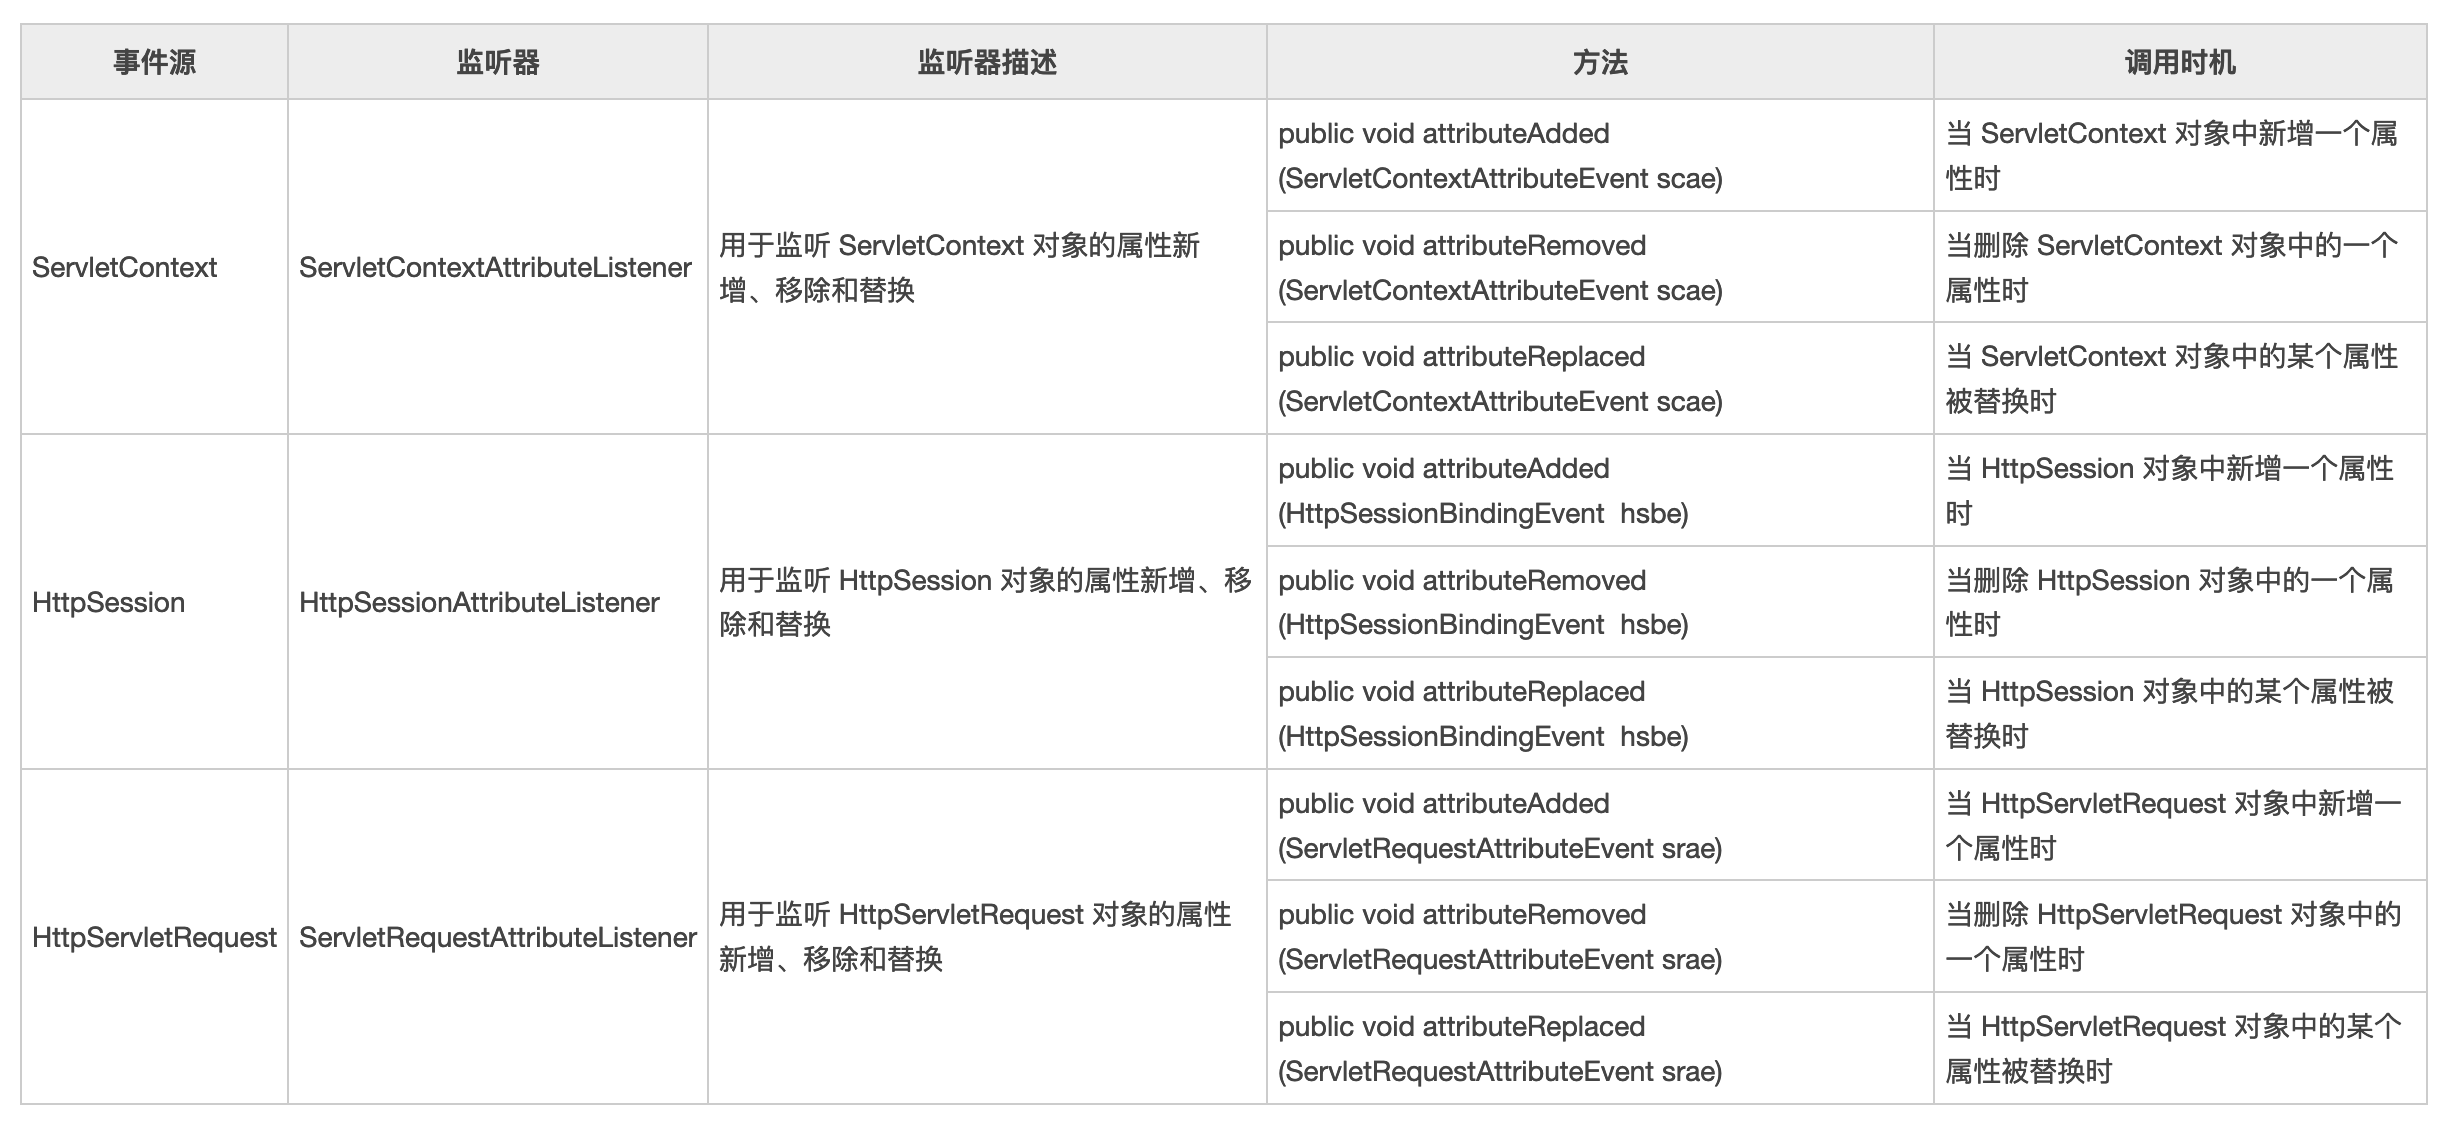 事件源 监听器 监听器描述 方法 调用时机
ServletContext
ServletContextAttributeListener
用于监听 ServletContext 对象的属性新
增、移除和替换
public void attributeAdded
(ServletContextAttributeEvent scae)
当 ServletContext 对象中新增一个属
性时
public void attributeRemoved
(ServletContextAttributeEvent scae)
当删除 ServletContext 对象中的一个
属性时
public void attributeReplaced
(ServletContextAttributeEvent scae)
当 ServletContext 对象中的某个属性
被替换时
HttpSession
HttpSessionAttributeListener
用于监听 HttpSession 对象的属性新增、移
除和替换
public void attributeAdded
(HttpSessionBindingEvent  hsbe)
当 HttpSession 对象中新增一个属性
时
public void attributeRemoved
(HttpSessionBindingEvent  hsbe)
当删除 HttpSession 对象中的一个属
性时
public void attributeReplaced
(HttpSessionBindingEvent  hsbe)
当 HttpSession 对象中的某个属性被
替换时
HttpServletRequest
ServletRequestAttributeListener
用于监听 HttpServletRequest 对象的属性
新增、移除和替换
public void attributeAdded
(ServletRequestAttributeEvent srae)
当 HttpServletRequest 对象中新增一
个属性时
public void attributeRemoved
(ServletRequestAttributeEvent srae)
当删除 HttpServletRequest 对象中的
一个属性时
public void attributeReplaced
(ServletRequestAttributeEvent srae)
当 HttpServletRequest 对象中的某个
属性被替换时